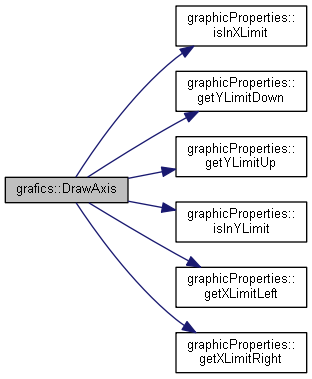 graphicProperties::
isInXLimit
graphicProperties::
getYLimitDown
graphicProperties::
getYLimitUp
grafics::DrawAxis
graphicProperties::
isInYLimit
graphicProperties::
getXLimitLeft
graphicProperties::
getXLimitRight